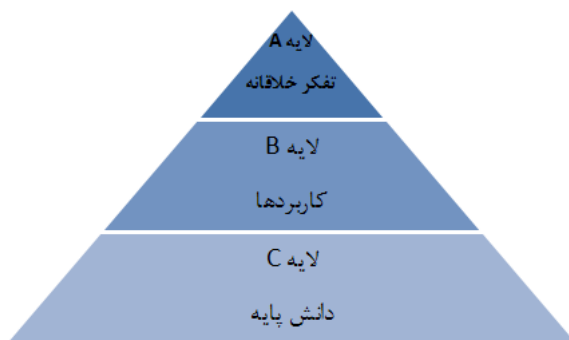 لایه A
تفکر خلاقانه
لایه B
کاربردها
لایه C
دانش پایه